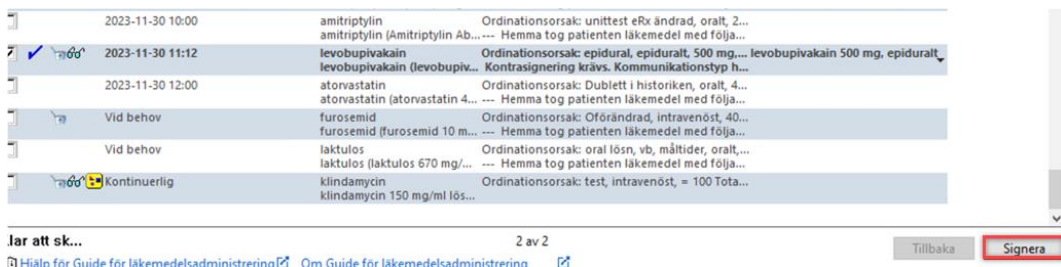 2023-11-30 10:00 amitriptylin Ordinationsorsak: unittest eRx ändrad, oralt, 2...
amitriptylin (Amitriptylin Ab... --- Hemma tog patienten läkemedel med följa...
2023-11-30 11:12 levobupivakain Ordinationsorsak: epidural, epiduralt, 500 mg,... levobupivakain 500 mg, epiduralt
levobupivakain (levobupiv... Kontrasignering krävs. Kommunikationstyp h...
2023-11-30 12:00 atorvastatin Ordinationsorsak: Dublett i historiken, oralt, 4...
atorvastatin (atorvastatin 4... --- Hemma tog patienten läkemedel med följa...
Vid behov furosemid Ordinationsorsak: Oförändrad, intravenöst, 40...
furosemid (furosemid 10 m... --- Hemma tog patienten läkemedel med följa...
Vid behov laktulos Ordinationsorsak: oral lösn, vb, måltider, oralt,...
laktulos (laktulos 670 mg/... --- Hemma tog patienten läkemedel med följa...
Kontinuerlig klindamycin Ordinationsorsak: test, intravenöst, = 100 Tota...
klindamycin 150 mg/ml lös...
lar att sk... 2 av 2 Tillbaka Signera
Hjälp för Guide för läkemedelsadministrering Om Guide för läkemedelsadministrering